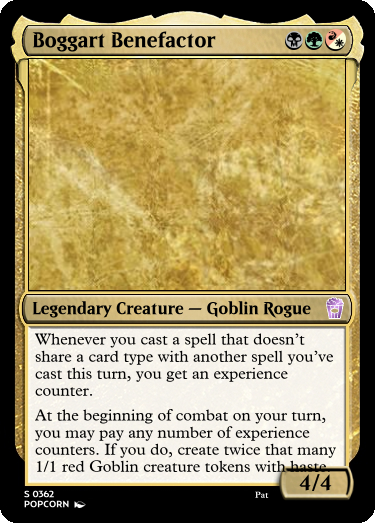 Boggart Benefactor
Legendary Creature — Goblin Rogue
Whenever you cast a spell that doesn't
share a card type with another spell you've
cast this turn, you get an experience
counter.
At the beginning of combat on your turn,
you may pay any number of experience
counters. If you do, create twice that many
1/1 red Goblin creature tokens with haste.
4/4
S 0362
POPCORN
Pat